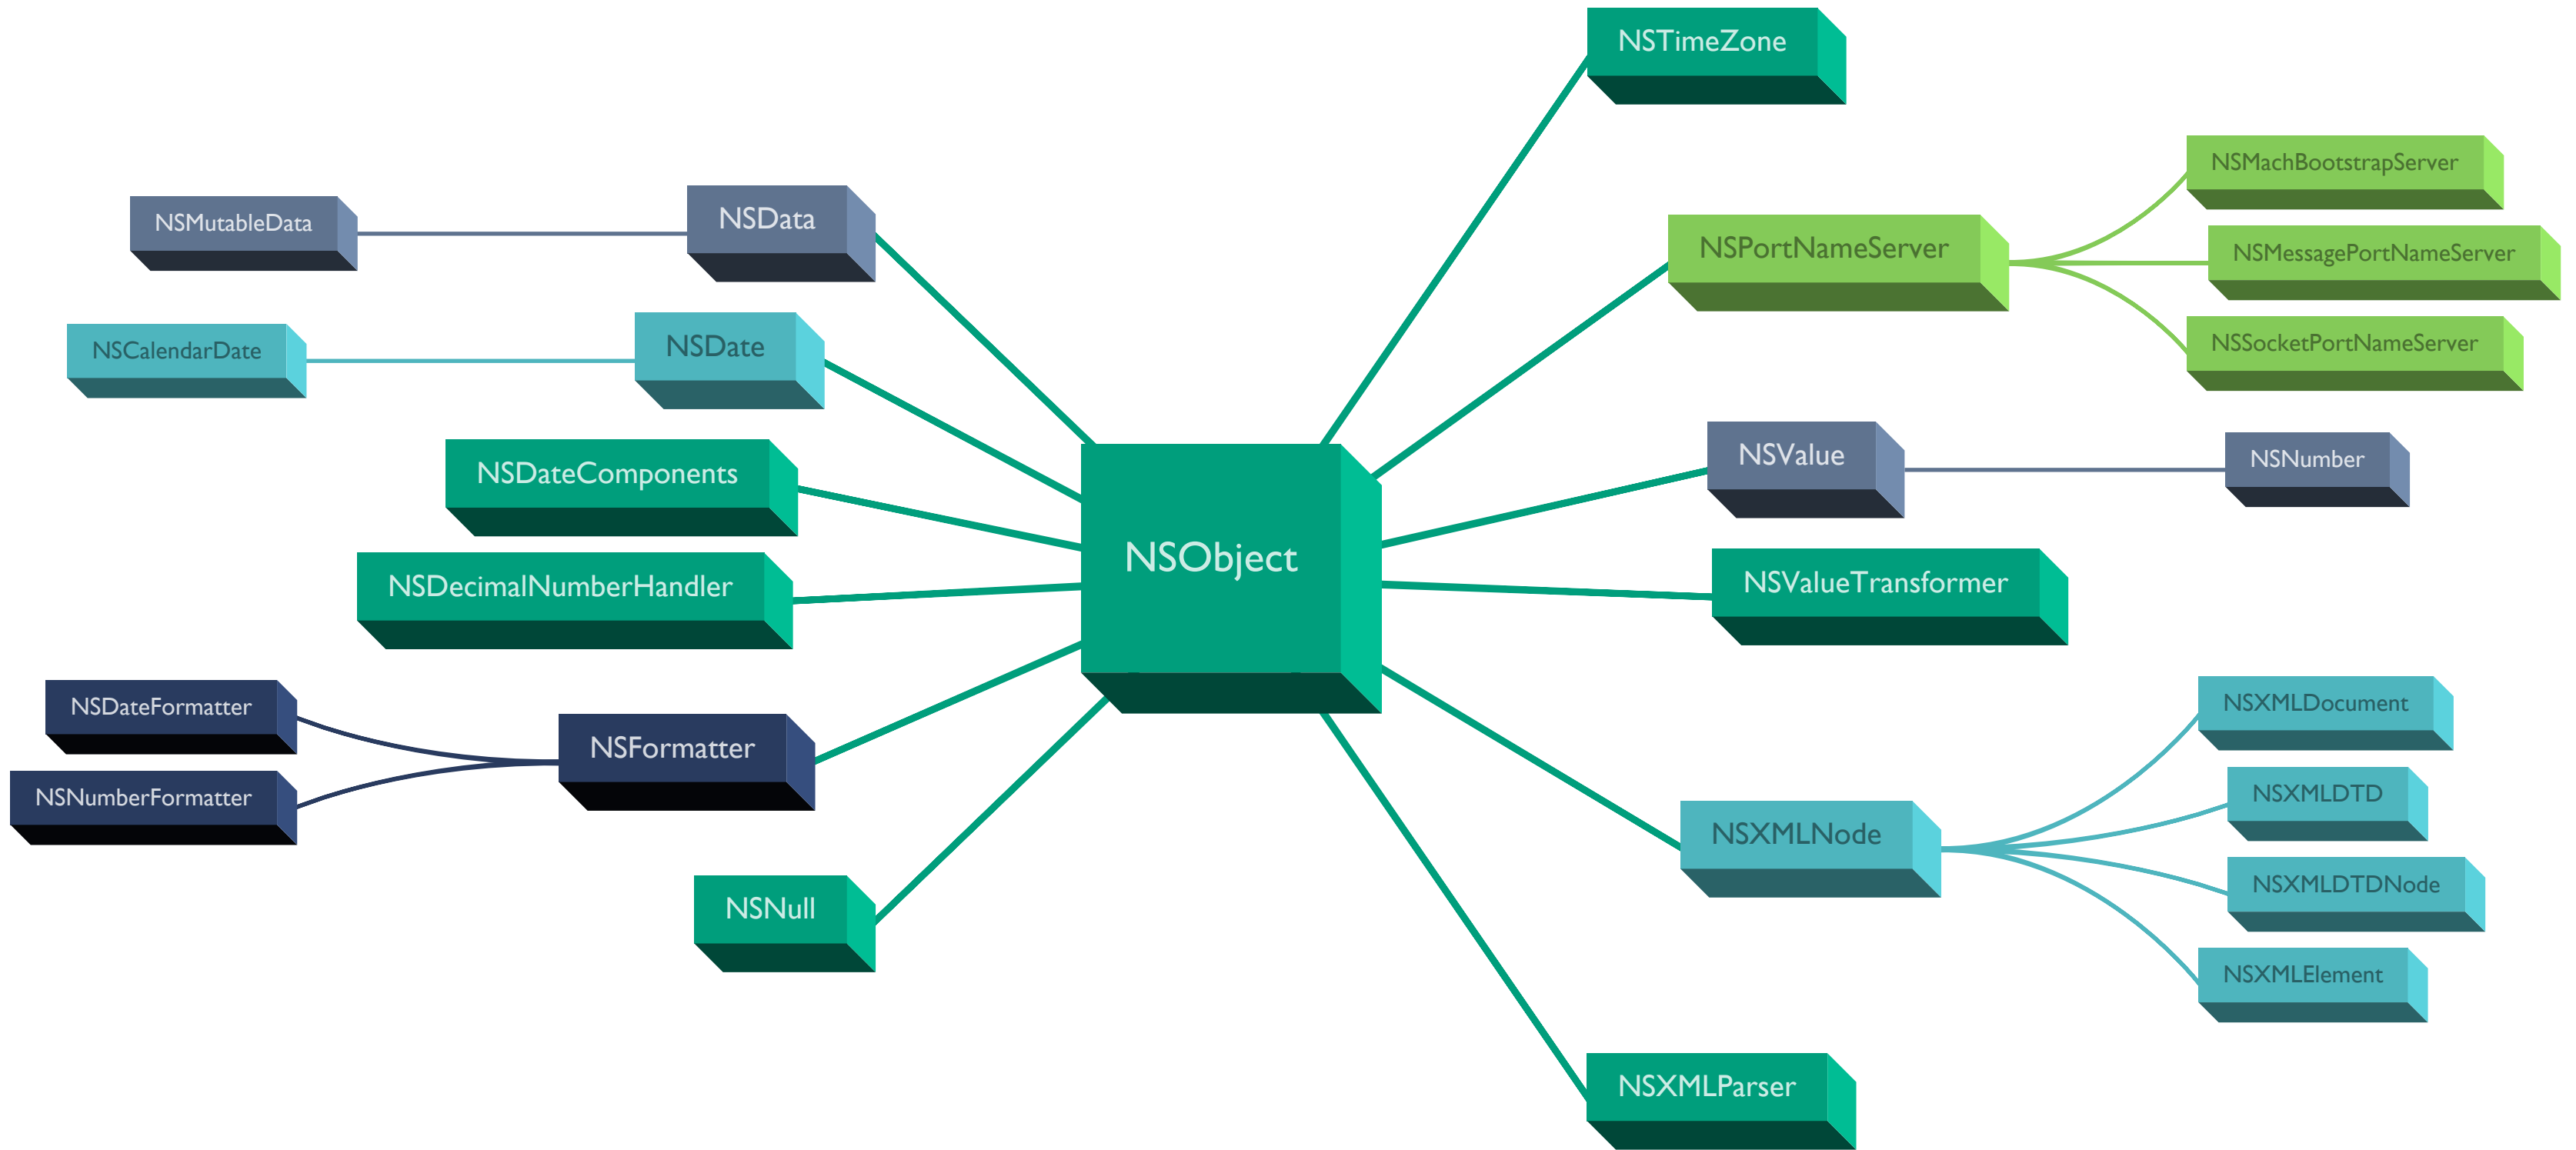 NSTimeZone
NSMachBootstrapServer
NSMutableData
NSData
NSPortNameServer
NSMessagePortNameServer
NSCalendarDate
NSDate
NSSocketPortNameServer
NSDateComponents
NSValue
NSNumber
NSObject
NSDecimalNumberHandler
NSValueTransformer
NSDateFormatter
NSFormatter
NSNumberFormatter
NSXMLDocument
NSXMLNode
NSXMLDTD
NSXMLDTDNode
NSNull
NSXMLElement
NSXMLParser